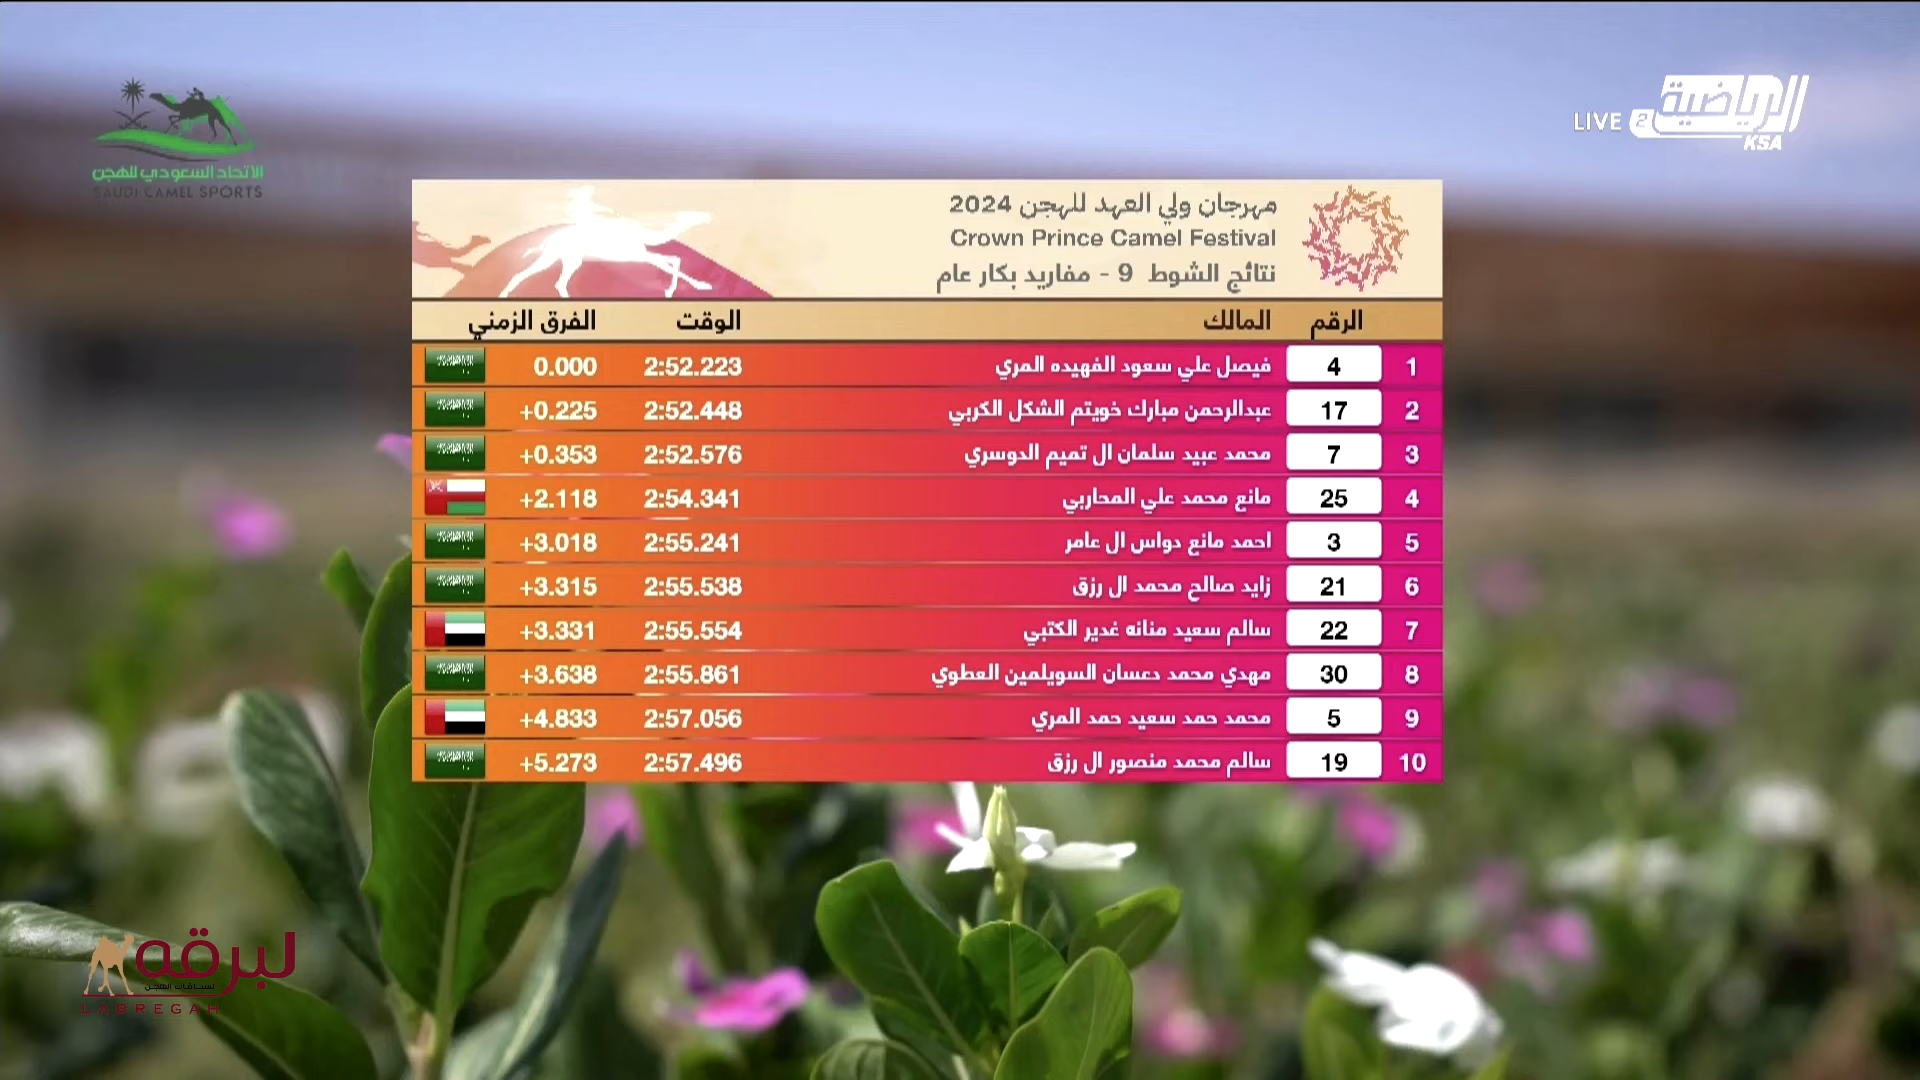 الاتحاد السعودي للهجن
SAUDI CAMEL SPORTS
LIVE 2 الرياضية
KSA
مهرجان ولي العهد للهجن 2024
Crown Prince Camel Festival
نتائج الشوط 9 - مفاريد بكار عام
الرقم المالك الوقت الفرق الزمني
1 4 فيصل علي سعود الفهيده المري 2:52.223 0.000
2 17 عبدالرحمن مبارك خويتم الشكل الكربي 2:52.448 +0.225
3 7 محمد عبيد سلمان ال تميم الدوسري 2:52.576 +0.353
4 25 مانع محمد علي المحاربي 2:54.341 +2.118
5 3 احمد مانع دواس ال عامر 2:55.241 +3.018
6 21 زايد صالح محمد ال رزق 2:55.538 +3.315
7 22 سالم سعيد منانه غدير الكتبي 2:55.554 +3.331
8 30 مهدي محمد دعسان السويلمين العطوي 2:55.861 +3.638
9 5 محمد حمد سعيد حمد المري 2:57.056 +4.833
10 19 سالم محمد منصور ال رزق 2:57.496 +5.273
لبرقه
لسباقات الهجن
LABREGAH